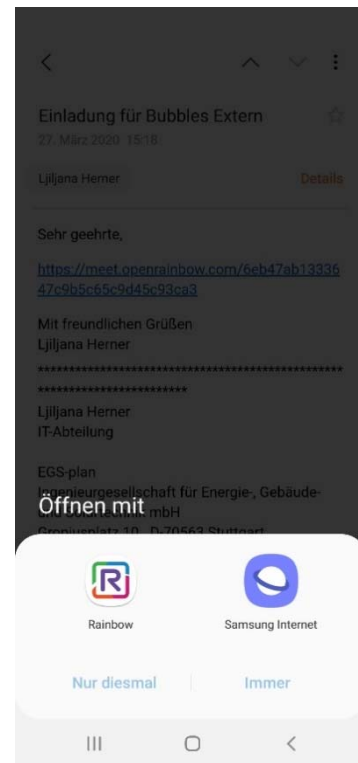 Einladung für Bubbles Extern
27. März 2020 15:18
Ljiljana Herner
Details
Sehr geehrte,
https://meet.openrainbow.com/6eb47ab13336
47c9b5c65c9d45c93ca3
Mit freundlichen Grüßen
Ljiljana Herner
**************************************************
*************************
Ljiljana Herner
IT-Abteilung
EGS-plan
Ingenieurgesellschaft für Energie-, Gebäude-
mbH
Öffnen mit
Gropiusplatz 10, D-70563 Stuttgart
Rainbow
Samsung Internet
Nur diesmal
Immer